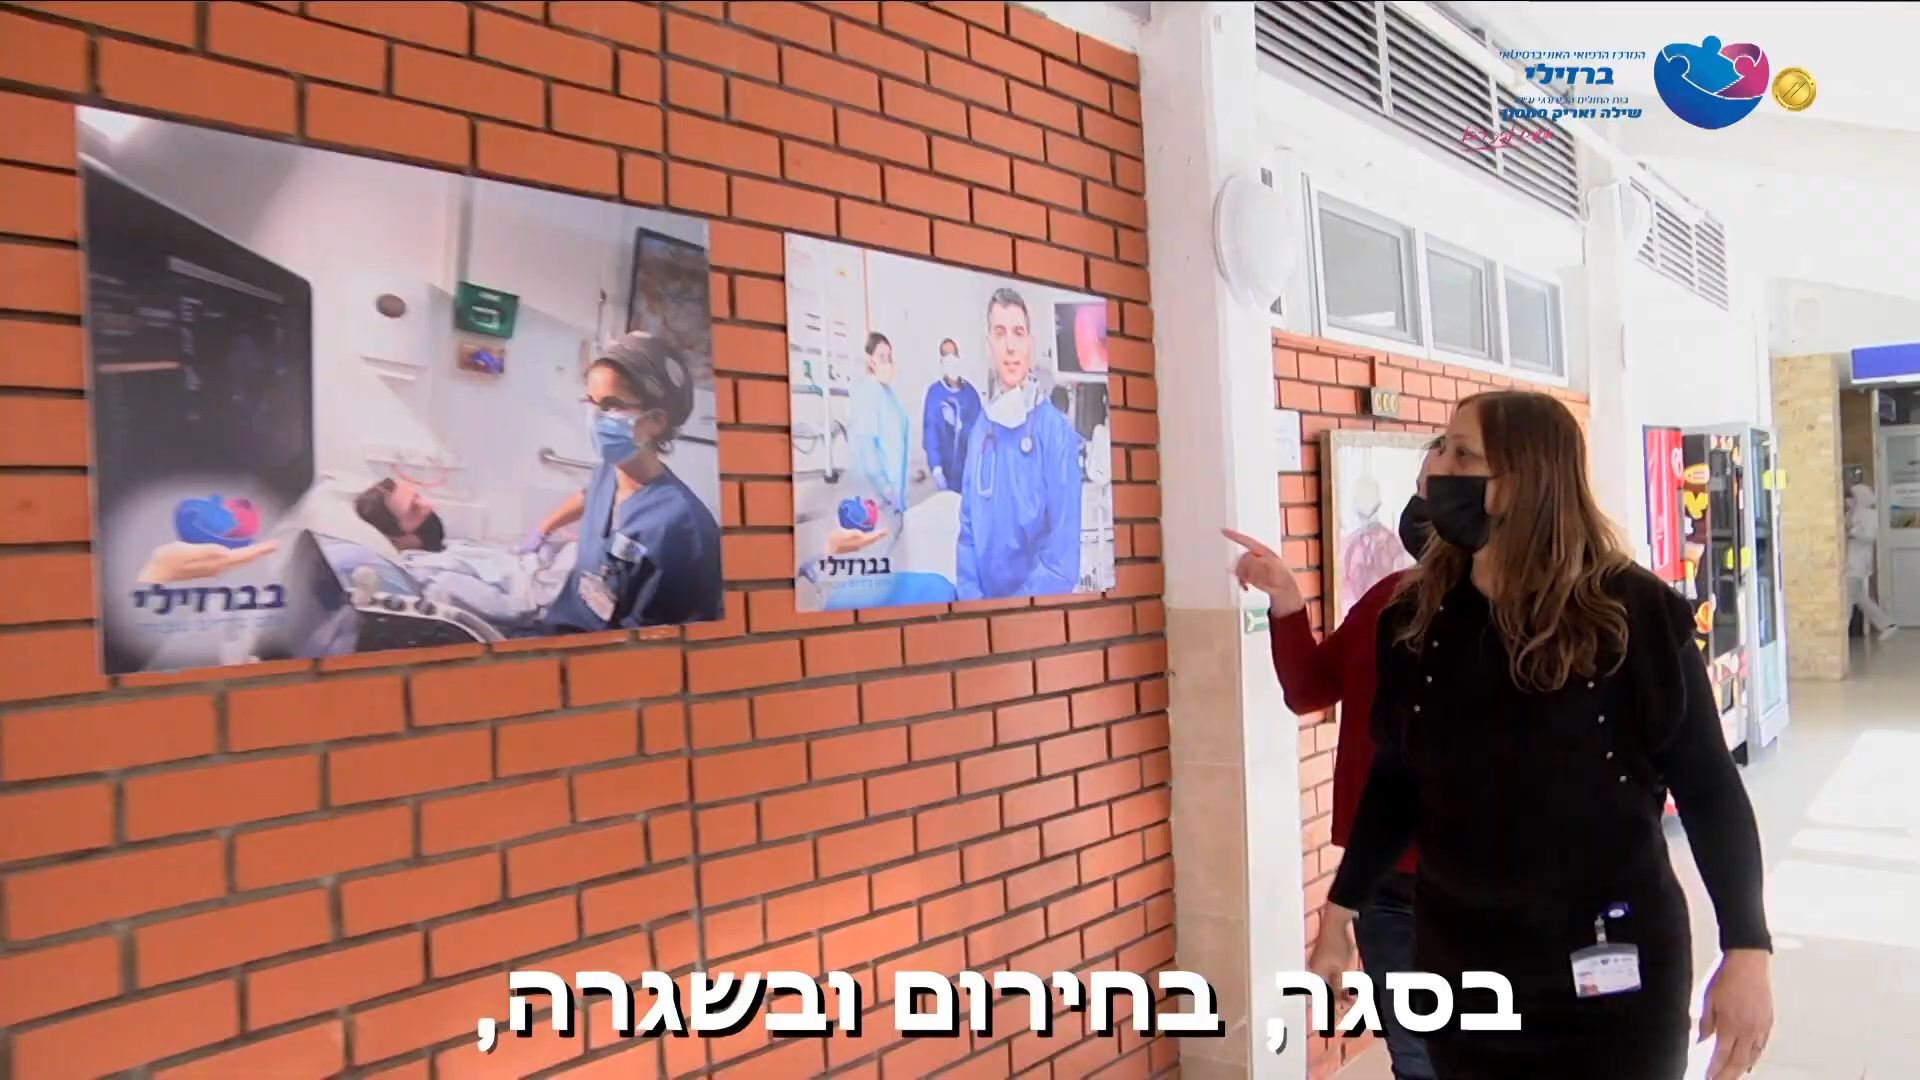 המרכז הרפואי האוניברסיטאי
ברזילי
שילה ואריק סמסון
בברזילי
בברזילי
בסגר, בחירום ובשגרה,